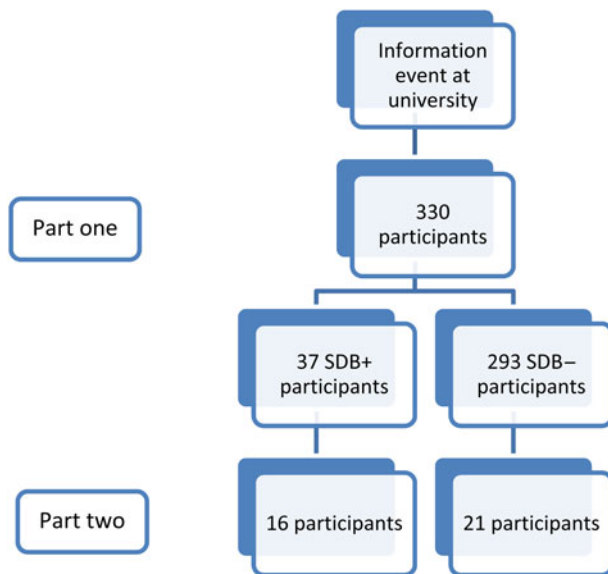 Information
event at
university
Part one
330
participants
37 SDB+
participants
293 SDB–
participants
Part two
16 participants
21 participants